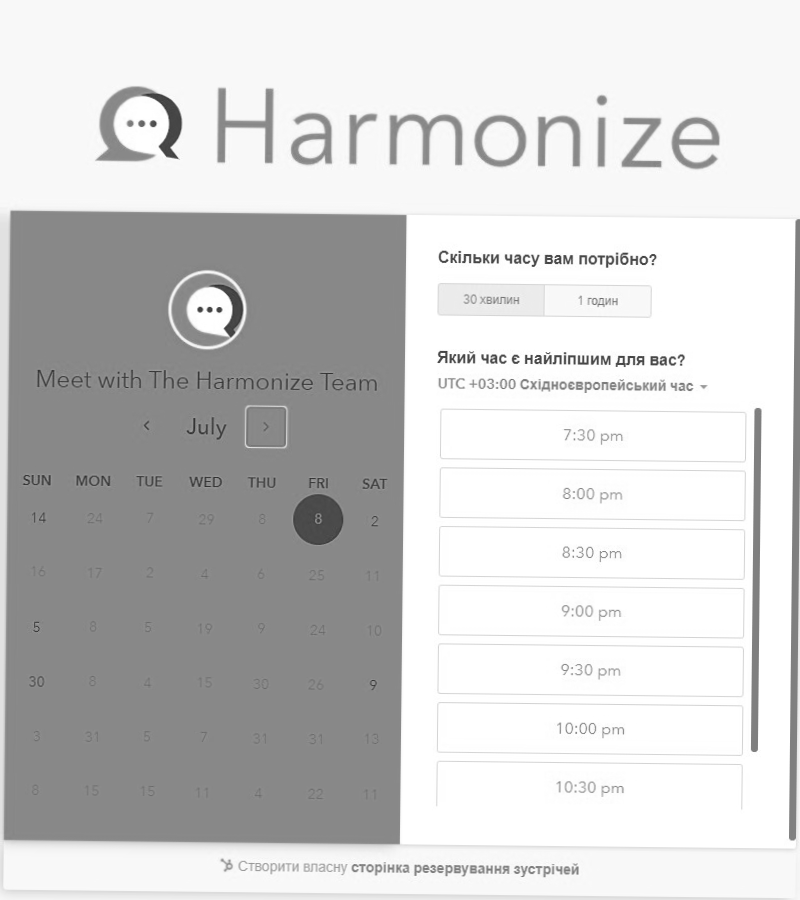 Harmonize
Meet with The Harmonize Team
July
SUN MON TUE WED THU FRI SAT
14 24 7 29 8 8 2
16 17 2 4 6 25 11
5 8 5 19 9 24 10
30 8 4 15 30 26 9
3 31 5 7 31 31 13
8 15 15 11 4 22 11
Скільки часу вам потрібно?
30 хвилин 1 годин
Який час є найліпшим для вас?
UTC +03:00 Східноєвропейський час
7:30 pm
8:00 pm
8:30 pm
9:00 pm
9:30 pm
10:00 pm
10:30 pm
Створити власну сторінка резервування зустрічей